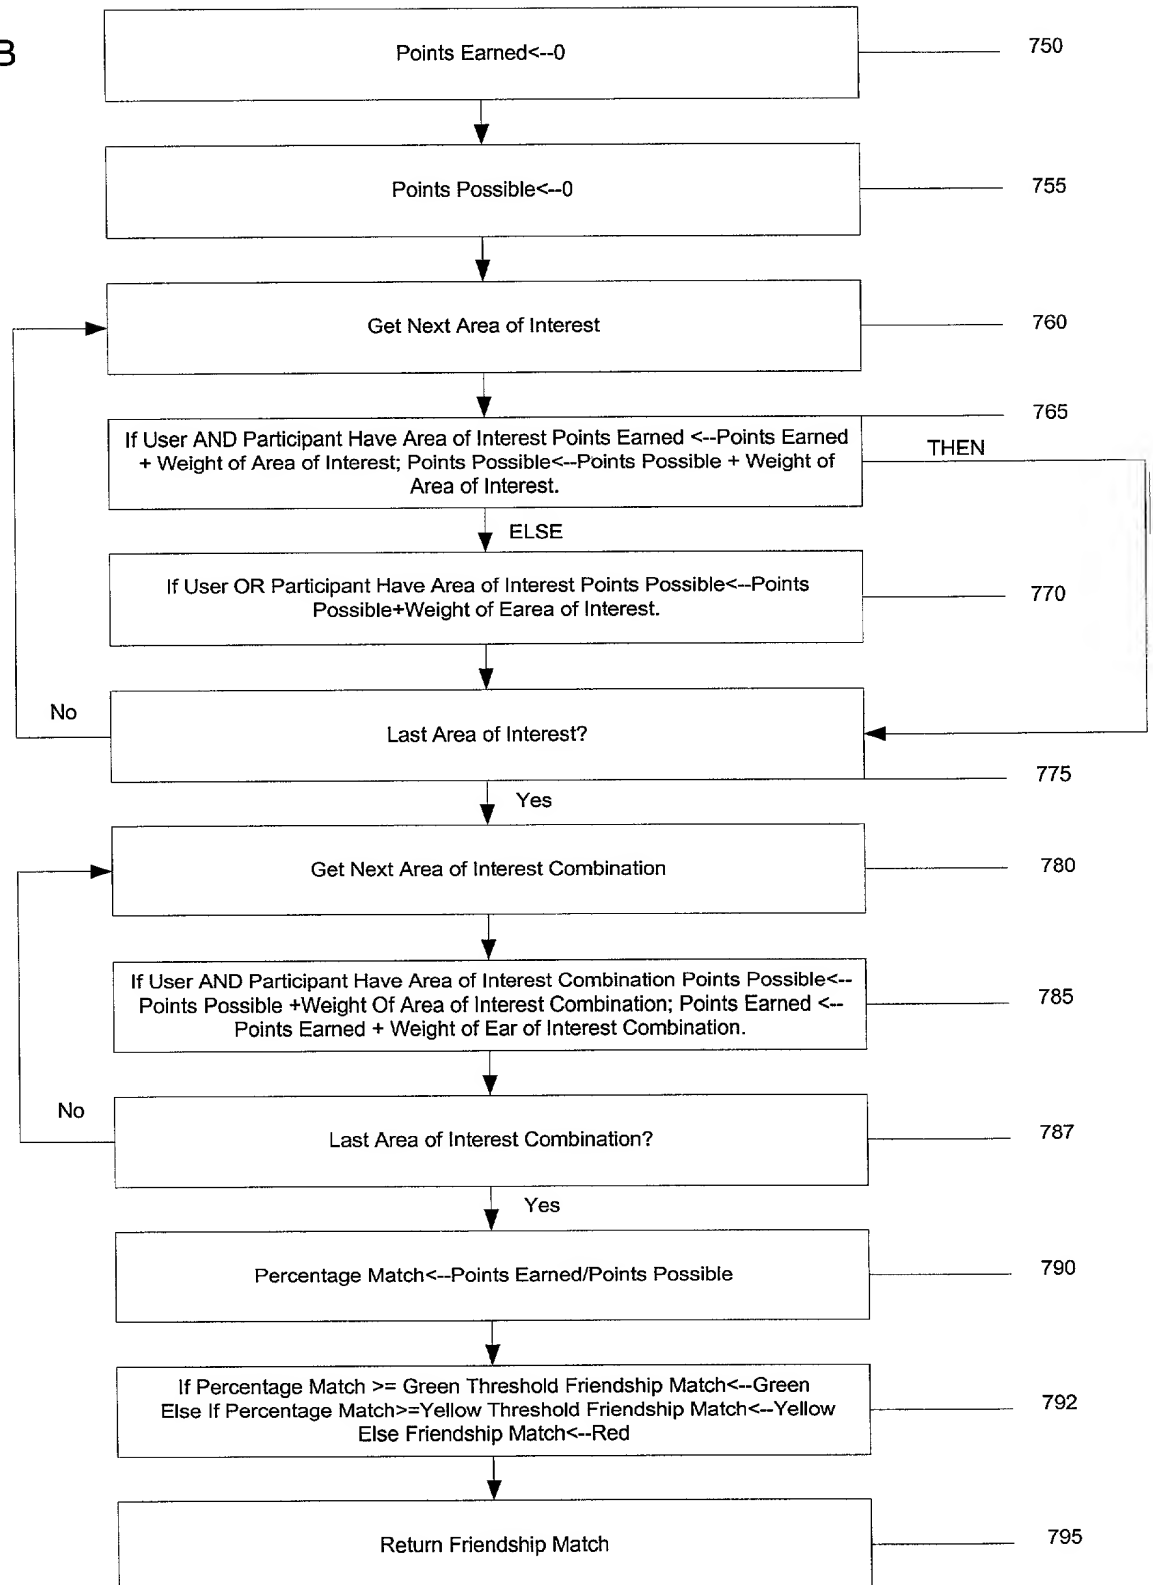 B
Points Earned<--0
750
Points Possible<--0
755
Get Next Area of Interest
760
765
If User AND Participant Have Area of Interest Points Earned <--Points Earned
+ Weight of Area of Interest; Points Possible<--Points Possible + Weight of
Area of Interest.
THEN
ELSE
If User OR Participant Have Area of Interest Points Possible<--Points
Possible+Weight of Earea of Interest.
770
No
Last Area of Interest?
775
Yes
Get Next Area of Interest Combination
780
If User AND Participant Have Area of Interest Combination Points Possible<--
Points Possible +Weight Of Area of Interest Combination; Points Earned <--
Points Earned + Weight of Ear of Interest Combination.
785
No
Last Area of Interest Combination?
787
Yes
Percentage Match<--Points Earned/Points Possible
790
If Percentage Match >= Green Threshold Friendship Match<--Green
Else If Percentage Match>=Yellow Threshold Friendship Match<--Yellow
Else Friendship Match<--Red
792
Return Friendship Match
795